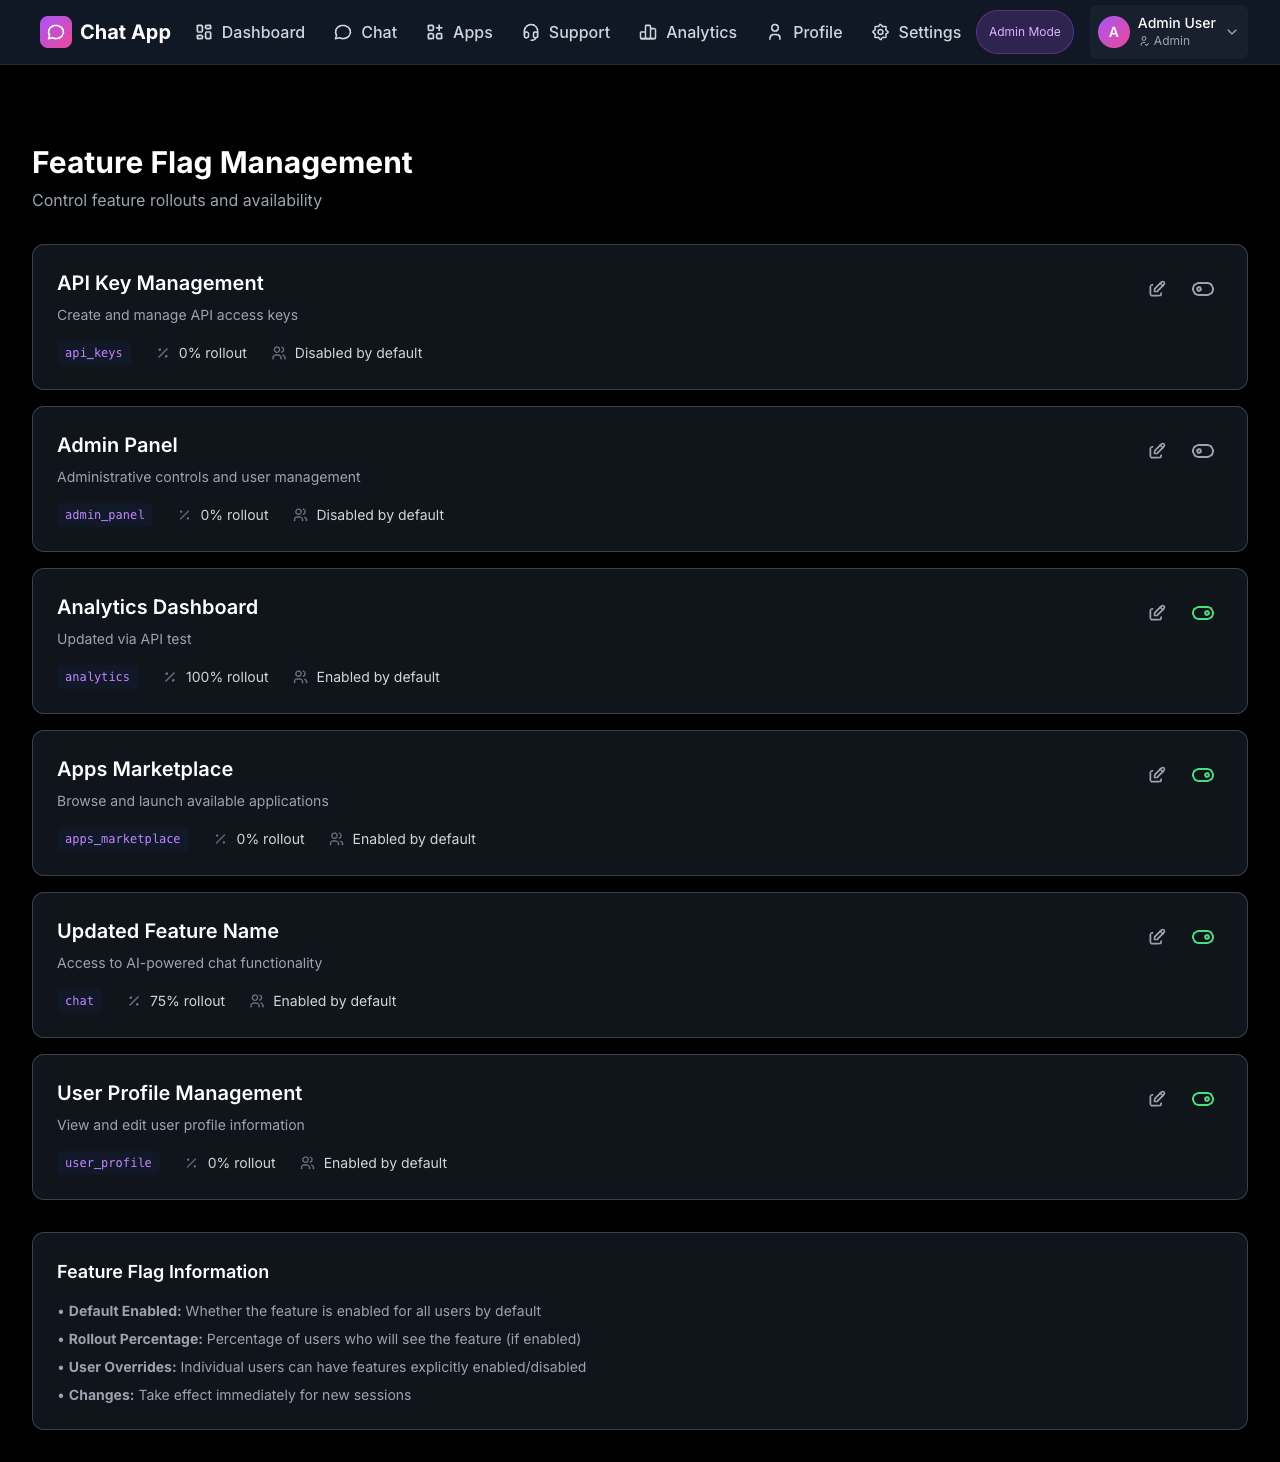 Chat App
Dashboard
Chat
Apps
Support
Analytics
Profile
Settings
Admin Mode
A
Admin User
Admin
Feature Flag Management
Control feature rollouts and availability
API Key Management
Create and manage API access keys
api_keys 0% rollout Disabled by default
Admin Panel
Administrative controls and user management
admin_panel 0% rollout Disabled by default
Analytics Dashboard
Updated via API test
analytics 100% rollout Enabled by default
Apps Marketplace
Browse and launch available applications
apps_marketplace 0% rollout Enabled by default
Updated Feature Name
Access to AI-powered chat functionality
chat 75% rollout Enabled by default
User Profile Management
View and edit user profile information
user_profile 0% rollout Enabled by default
Feature Flag Information
• Default Enabled: Whether the feature is enabled for all users by default
• Rollout Percentage: Percentage of users who will see the feature (if enabled)
• User Overrides: Individual users can have features explicitly enabled/disabled
• Changes: Take effect immediately for new sessions